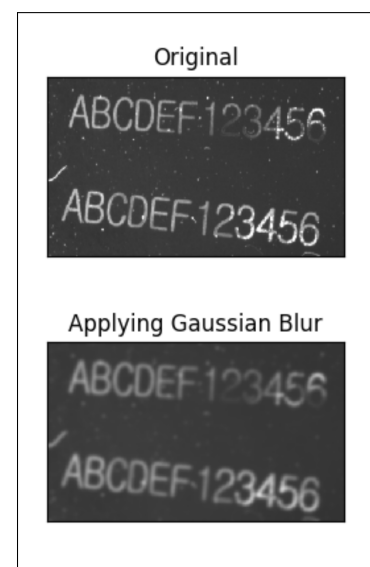 Original
ABCDEF 123456
ABCDEF 123456
Applying Gaussian Blur
ABCDEF 123456
ABCDEF 123456